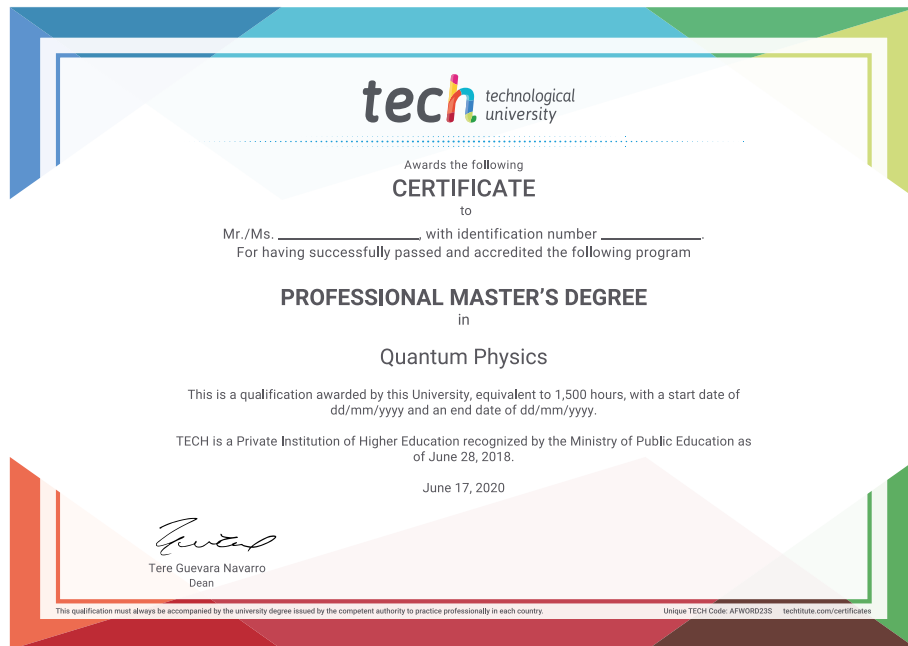 tech technological
university
Awards the following
CERTIFICATE
to
Mr./Ms. ____________________, with identification number ______________.
For having successfully passed and accredited the following program
PROFESSIONAL MASTER'S DEGREE
in
Quantum Physics
This is a qualification awarded by this University, equivalent to 1,500 hours, with a start date of
dd/mm/yyyy and an end date of dd/mm/yyyy.
TECH is a Private Institution of Higher Education recognized by the Ministry of Public Education as
of June 28, 2018.
June 17, 2020
Tere Guevara Navarro
Dean
This qualification must always be accompanied by the university degree issued by the competent authority to practice professionally in each country.
Unique TECH Code: AFWORD23S techtitute.com/certificates